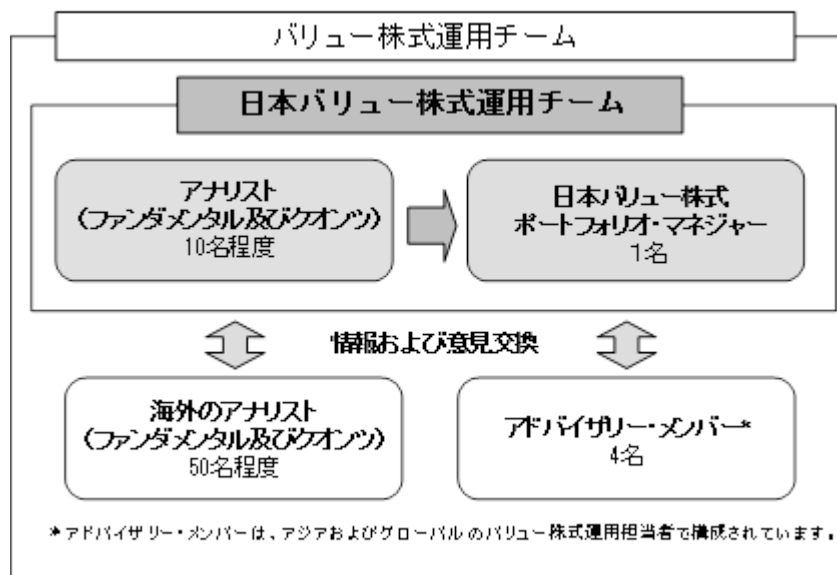 バリュー株式運用チーム
日本バリュー株式運用チーム
アナリスト
(ファンダメンタル及びクオンツ)
10名程度
日本バリュー株式
ポートフォリオ・マネジャー
1名
情報および意見交換
海外のアナリスト
(ファンダメンタル及びクオンツ)
50名程度
アドバイザリー・メンバー*
4名
*アドバイザリー・メンバーは、アジアおよびグローバルのバリュー株式運用担当者で構成されています。